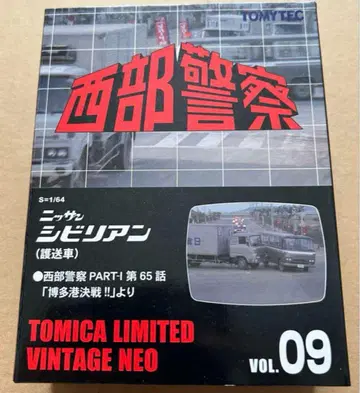 TOMYTEC
西部警察
S=1/64
ニッサン
シビリアン
(護送車)
●西部警察 PART-I 第65話
「博多港決戦!!」より
TOMICA LIMITED
VINTAGE NEO
VOL. 09